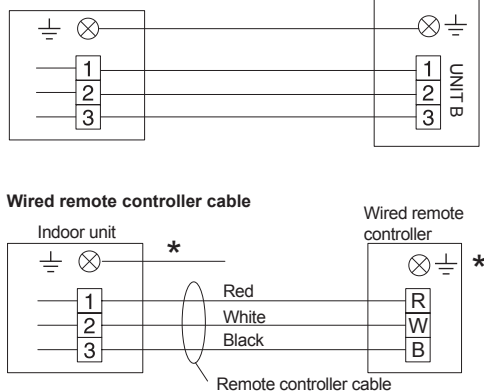 1 1
2 2
3 3
UNIT B
Wired remote controller cable
Indoor unit
Wired remote
controller
* *
1 Red R
2 White W
3 Black B
Remote controller cable